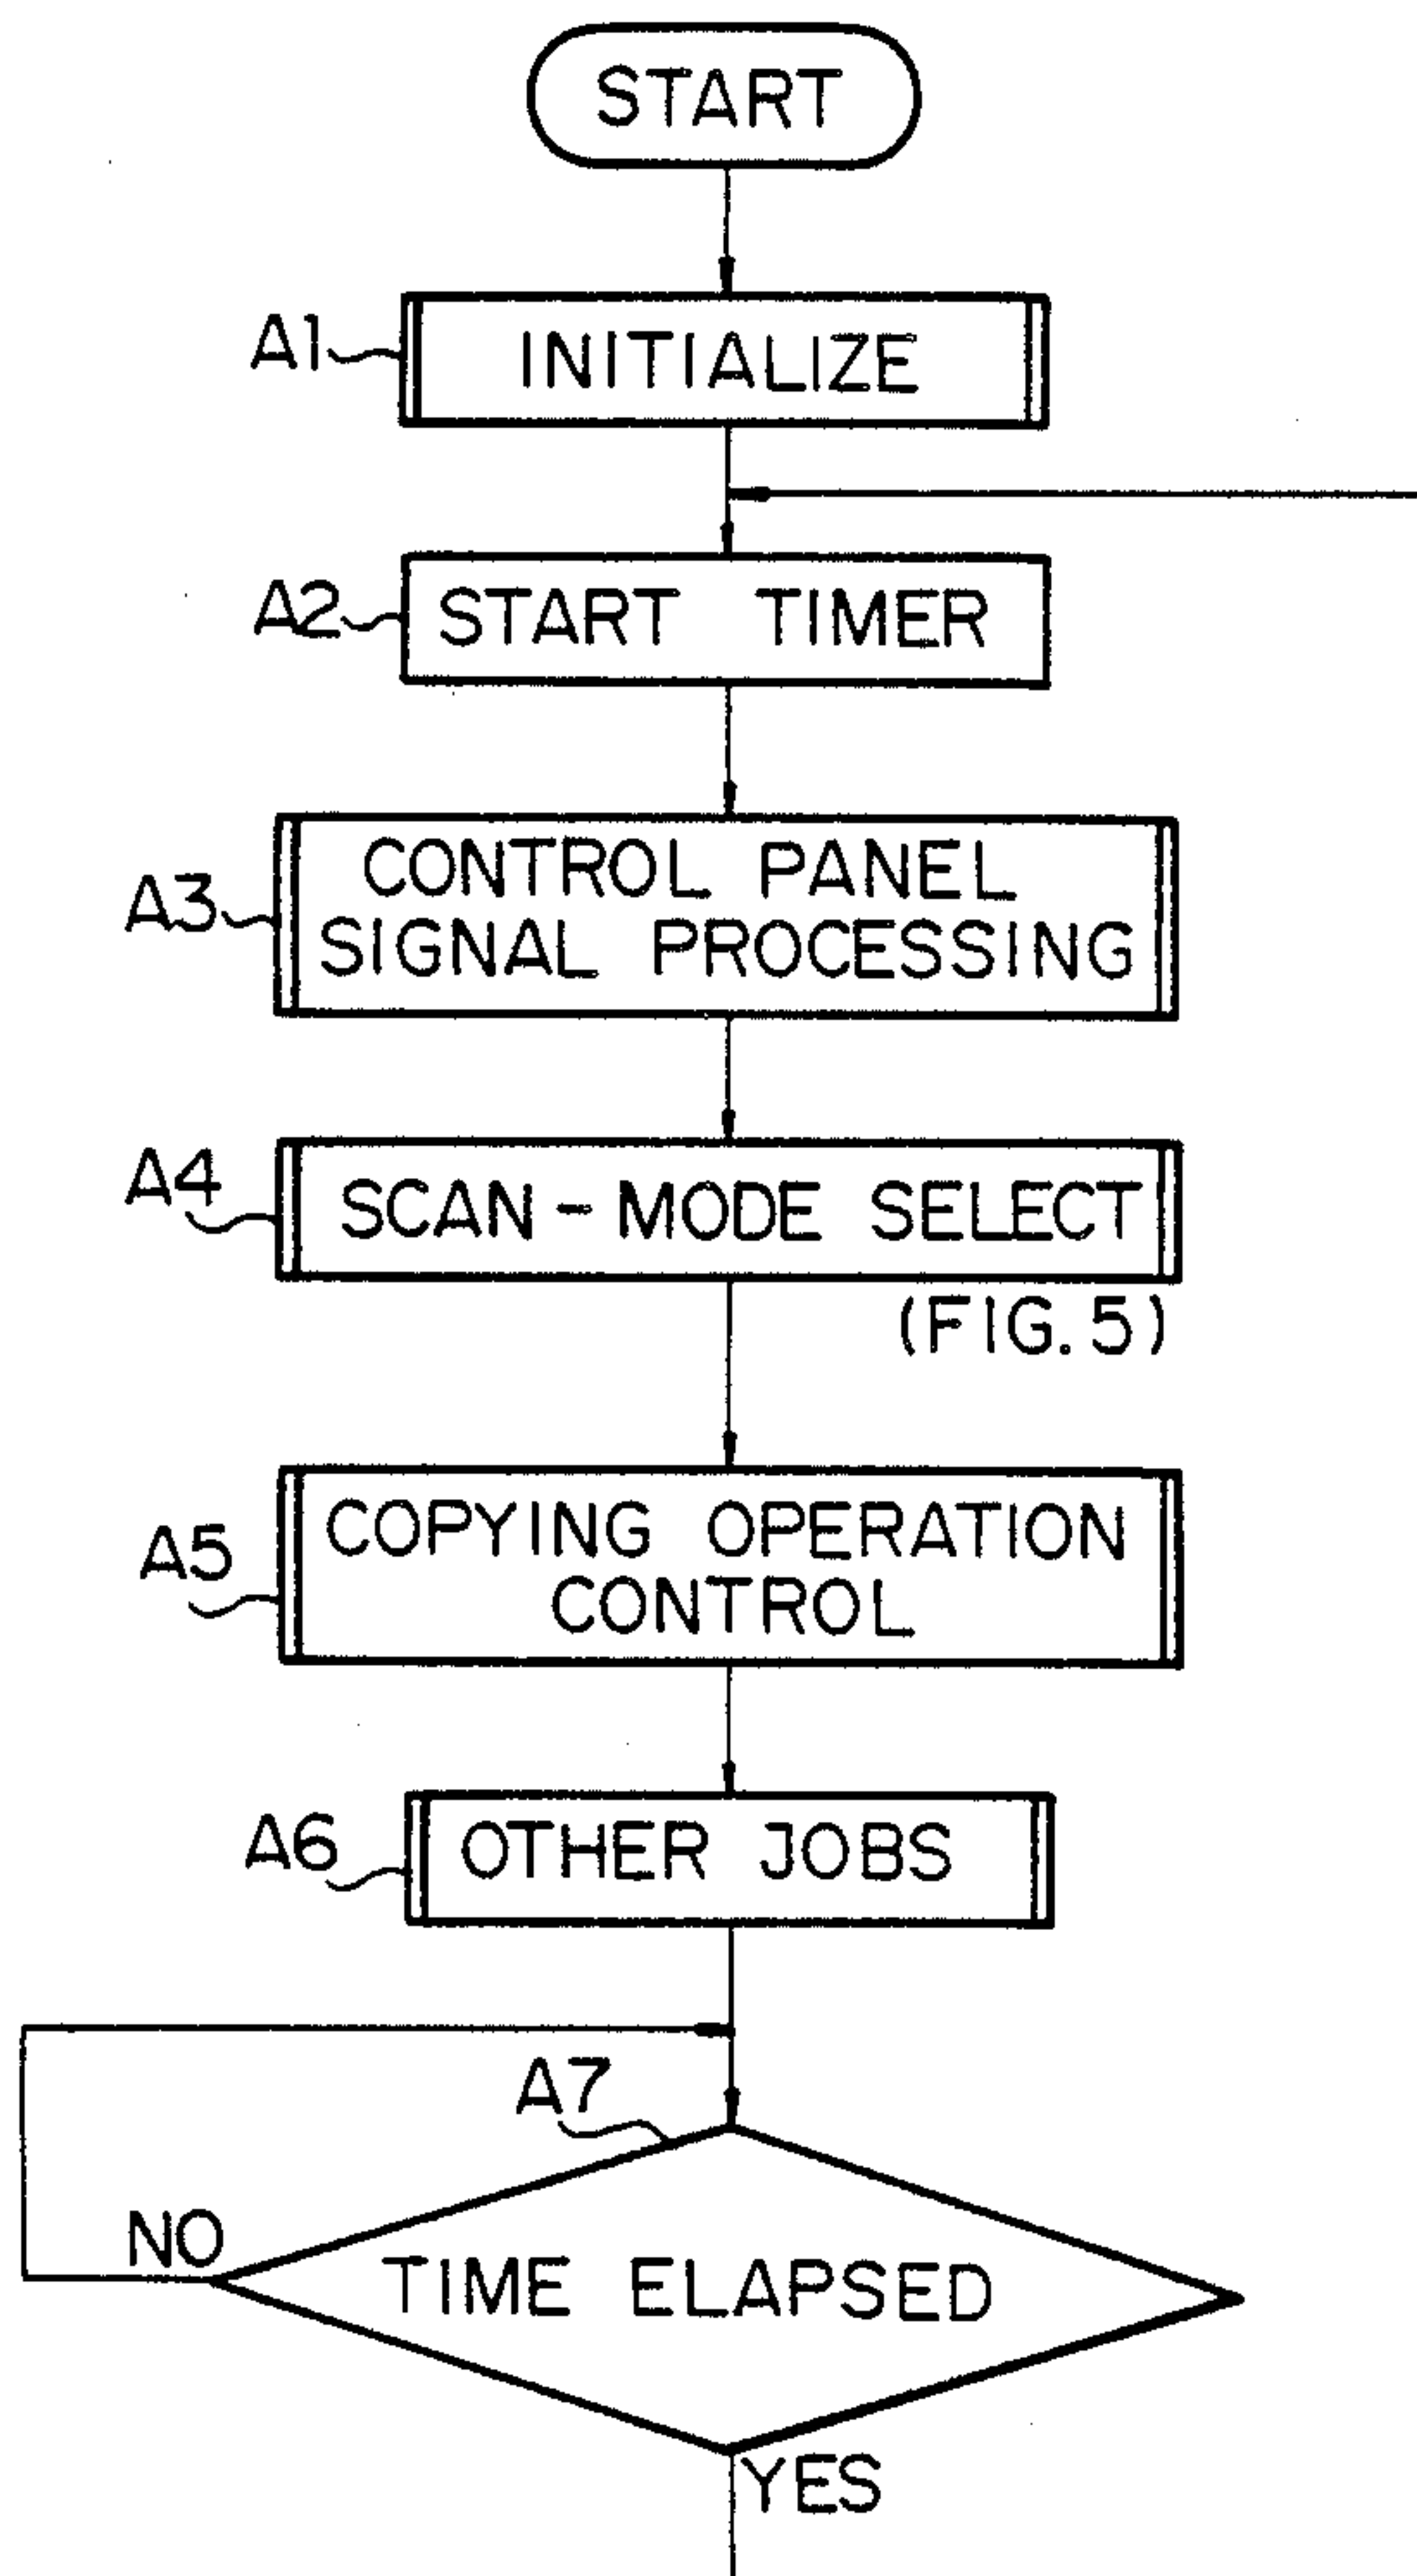 START
A1
INITIALIZE
A2
START TIMER
A3
CONTROL PANEL
SIGNAL PROCESSING
A4
SCAN - MODE SELECT
(FIG. 5)
A5
COPYING OPERATION
CONTROL
A6
OTHER JOBS
A7
NO
TIME ELAPSED
YES